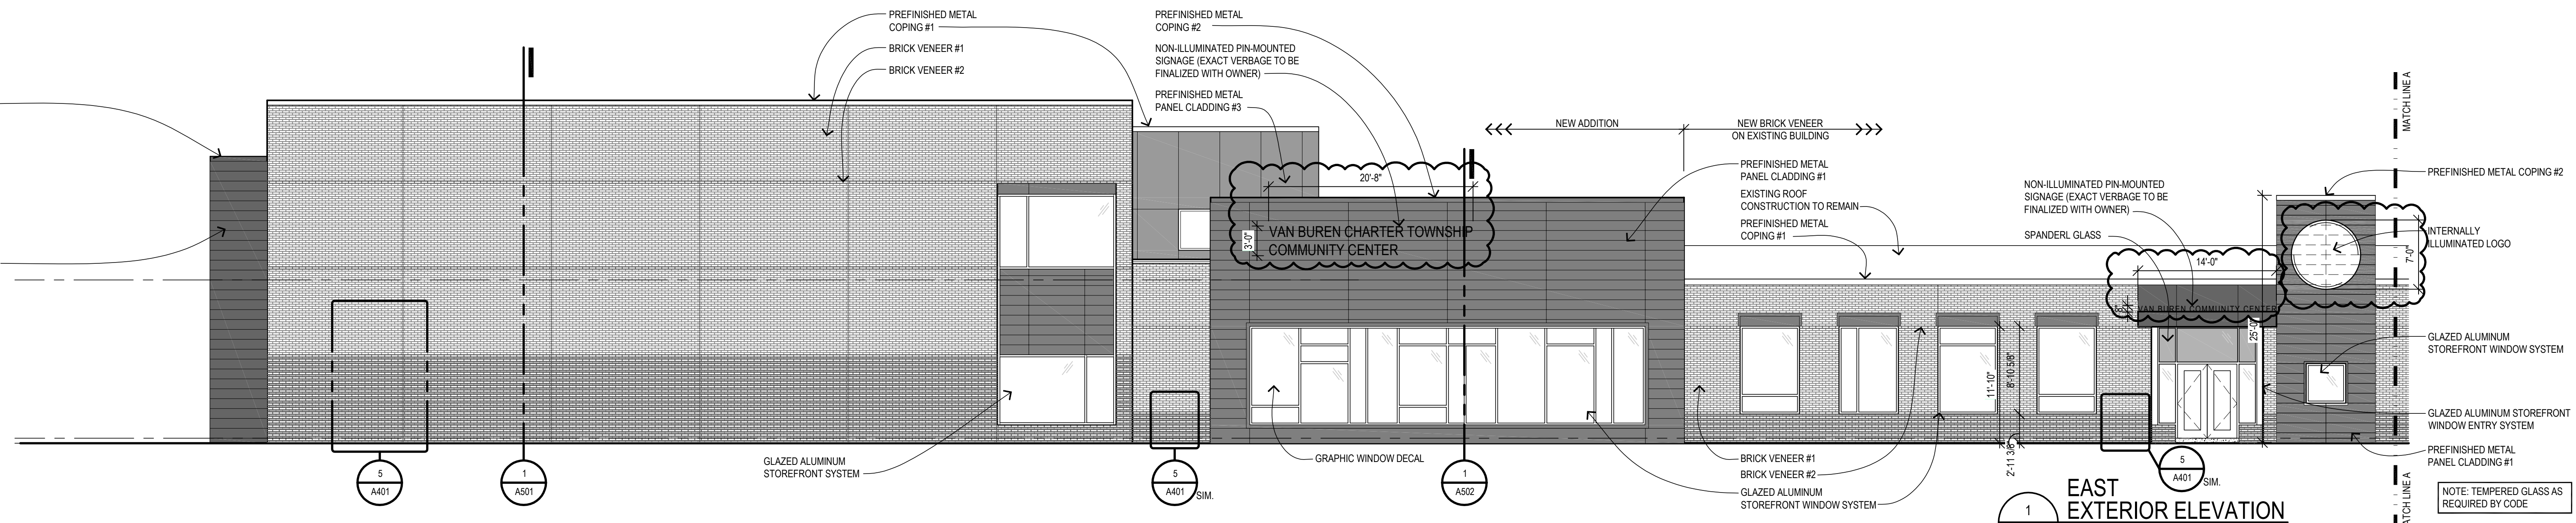 PREFINISHED METAL
COPING #1
BRICK VENEER #1
BRICK VENEER #2
PREFINISHED METAL
COPING #2
NON-ILLUMINATED PIN-MOUNTED
SIGNAGE (EXACT VERBAGE TO BE
FINALIZED WITH OWNER)
PREFINISHED METAL
PANEL CLADDING #3
NEW ADDITION
NEW BRICK VENEER
ON EXISTING BUILDING
20'-8"
3'-0"
VAN BUREN CHARTER TOWNSHIP
COMMUNITY CENTER
PREFINISHED METAL
PANEL CLADDING #1
EXISTING ROOF
CONSTRUCTION TO REMAIN
PREFINISHED METAL
COPING #1
NON-ILLUMINATED PIN-MOUNTED
SIGNAGE (EXACT VERBAGE TO BE
FINALIZED WITH OWNER)
SPANDERL GLASS
14'-0"
VAN BUREN COMMUNITY CENTER
25'-0"
7'-0"
MATCH LINE A
PREFINISHED METAL COPING #2
INTERNALLY
ILLUMINATED LOGO
GLAZED ALUMINUM
STOREFRONT WINDOW SYSTEM
GLAZED ALUMINUM STOREFRONT
WINDOW ENTRY SYSTEM
PREFINISHED METAL
PANEL CLADDING #1
11'-10"
8'-10 5/8"
2'-11 3/8"
5
A401
1
A501
GLAZED ALUMINUM
STOREFRONT SYSTEM
5
A401
SIM.
GRAPHIC WINDOW DECAL
1
A502
BRICK VENEER #1
BRICK VENEER #2
GLAZED ALUMINUM
STOREFRONT WINDOW SYSTEM
5
A401
SIM.
1
EAST
EXTERIOR ELEVATION
MATCH LINE A
NOTE: TEMPERED GLASS AS
REQUIRED BY CODE